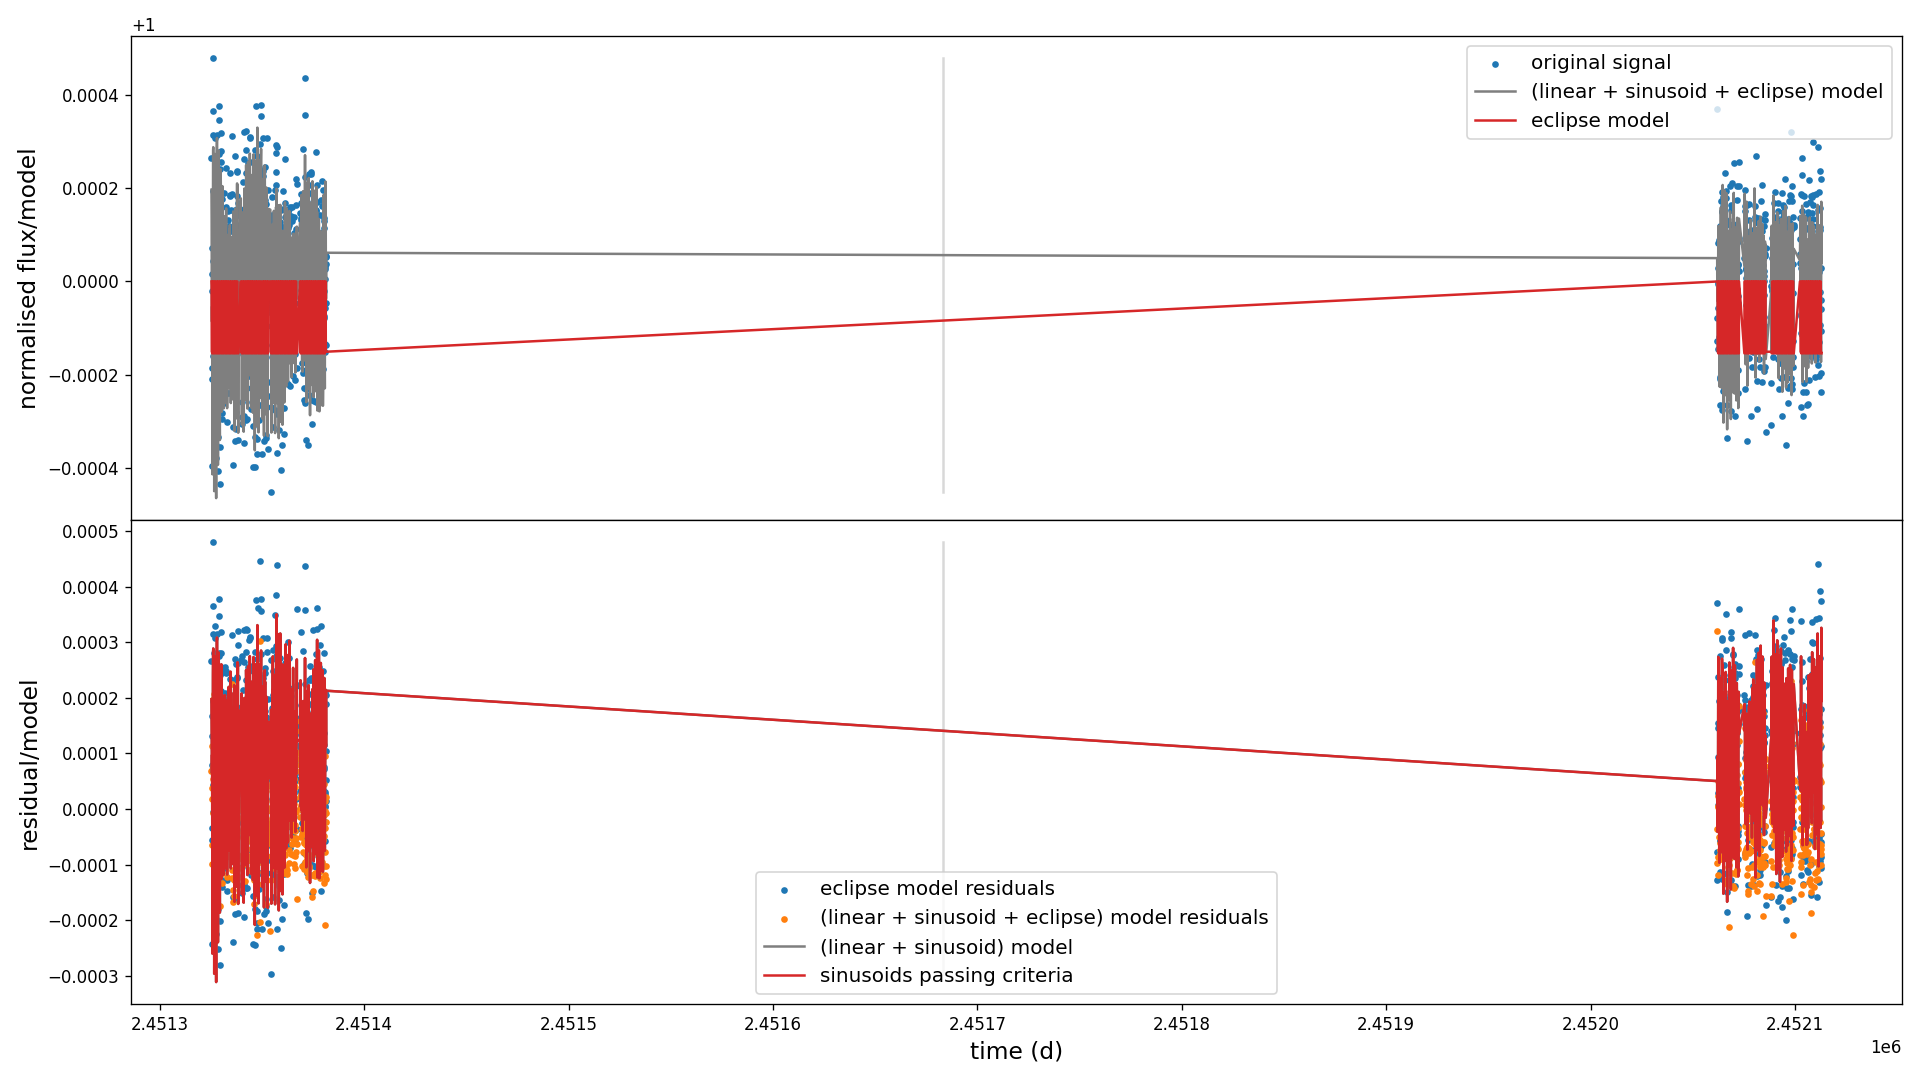 +1
original signal
(linear + sinusoid + eclipse) model
eclipse model
0.0004
0.0002
0.0000
−0.0002
−0.0004
normalised flux/model
0.0005
0.0004
0.0003
0.0002
0.0001
0.0000
−0.0001
−0.0002
−0.0003
residual/model
eclipse model residuals
(linear + sinusoid + eclipse) model residuals
(linear + sinusoid) model
sinusoids passing criteria
2.4513 2.4514 2.4515 2.4516 2.4517 2.4518 2.4519 2.4520 2.4521
1e6
time (d)